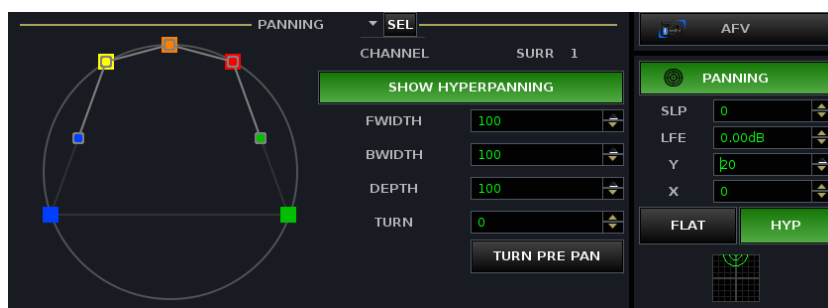 PANNING SEL
CHANNEL SURR 1
SHOW HYPERPANNING
FWIDTH 100
BWIDTH 100
DEPTH 100
TURN 0
TURN PRE PAN
AFV
PANNING
SLP 0
LFE 0.00dB
Y 20
X 0
FLAT HYP